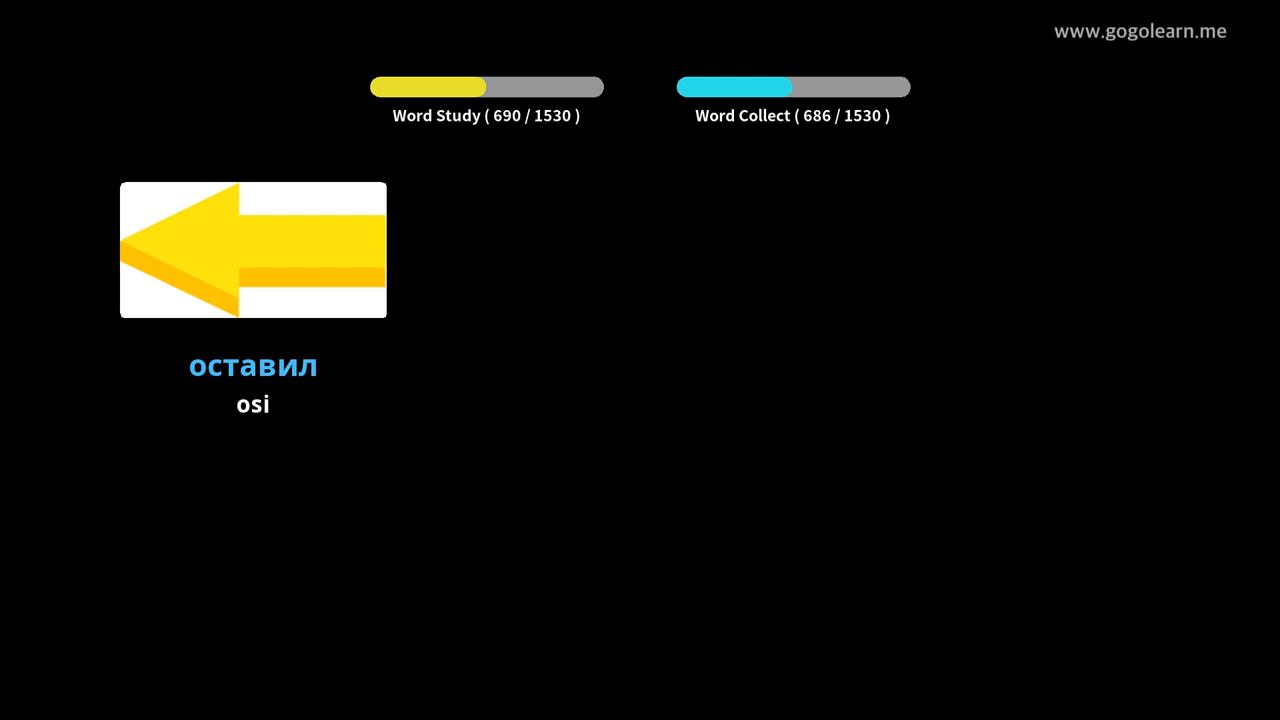 www.gogolearn.me
Word Study ( 690 / 1530 )
Word Collect ( 686 / 1530 )
оставил
osi